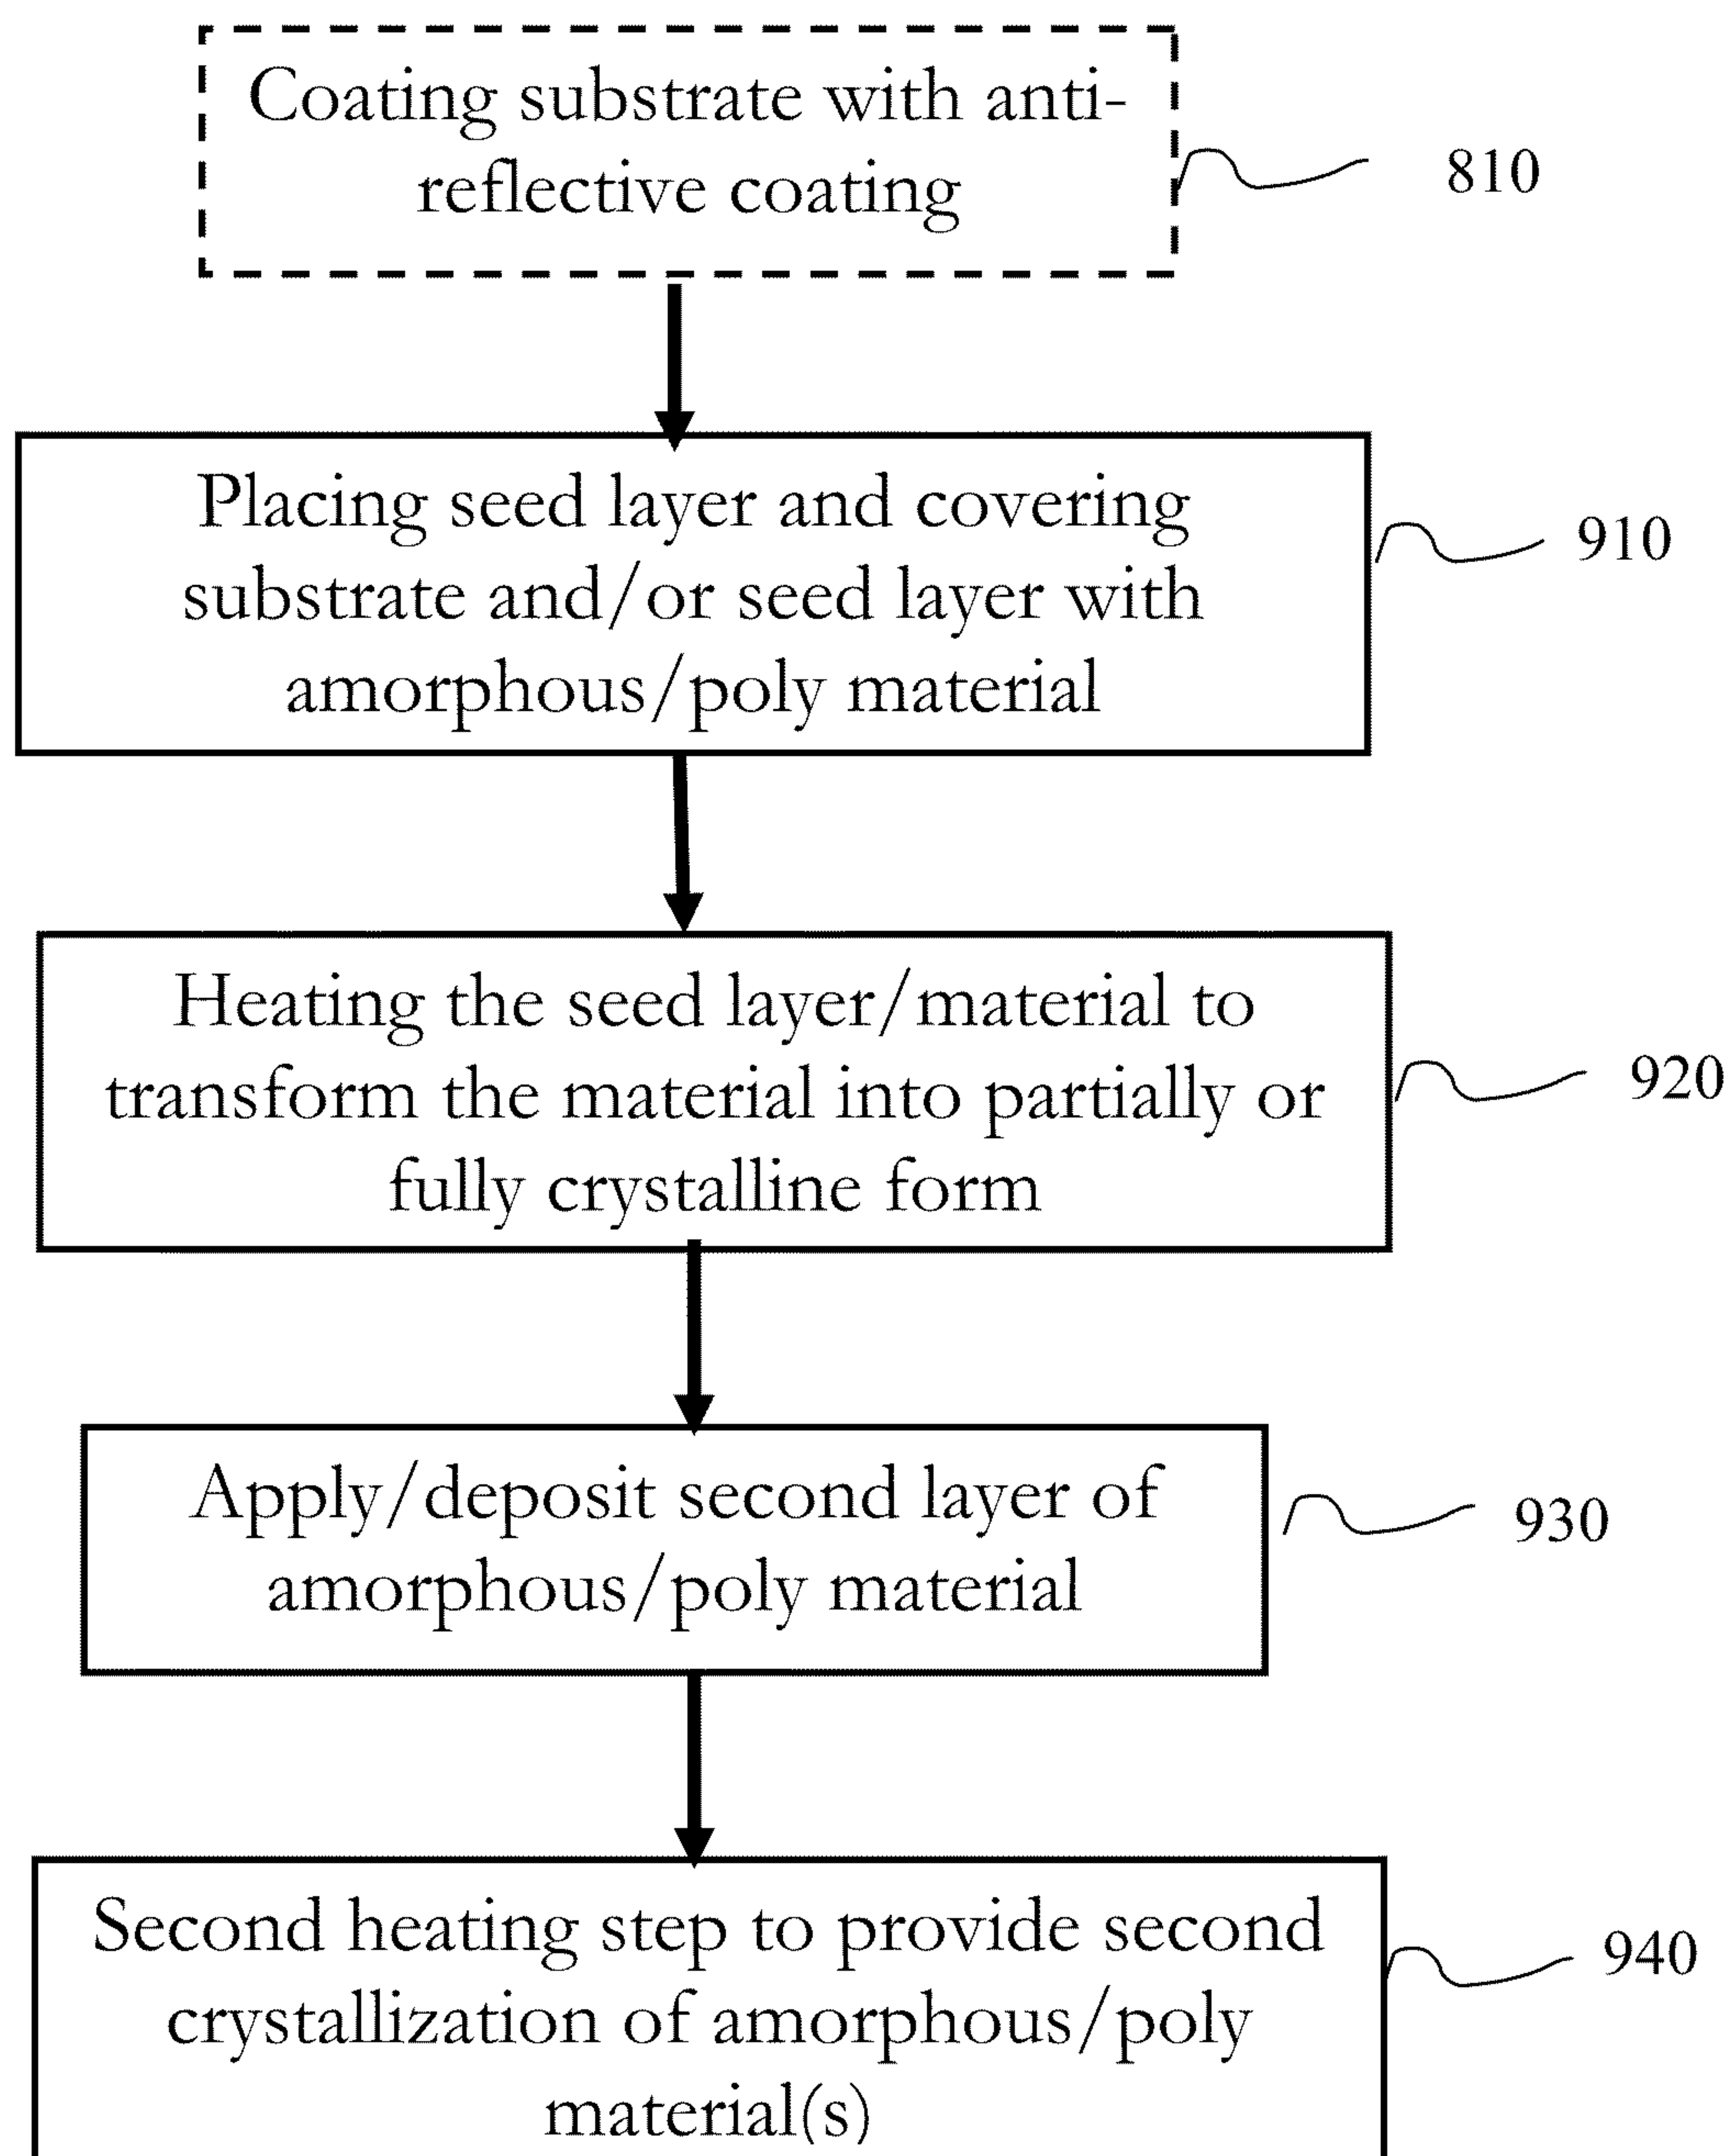 Coating substrate with anti-
reflective coating
810
Placing seed layer and covering
substrate and/or seed layer with
amorphous/poly material
910
Heating the seed layer/material to
transform the material into partially or
fully crystalline form
920
Apply/deposit second layer of
amorphous/poly material
930
Second heating step to provide second
crystallization of amorphous/poly
material(s)
940